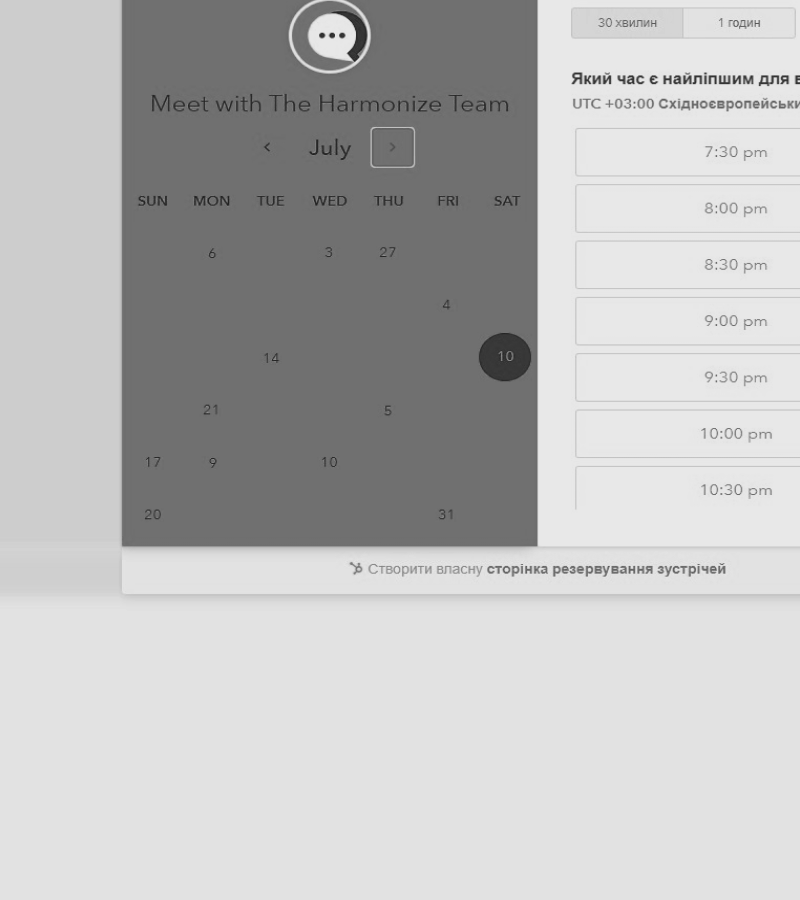 Meet with The Harmonize Team
July
SUN MON TUE WED THU FRI SAT
6 3 27
4
14 10
21 5
17 9 10
20 31
30 хвилин 1 годин
Який час є найліпшим для
UTC +03:00
7:30 pm
8:00 pm
8:30 pm
9:00 pm
9:30 pm
10:00 pm
10:30 pm
Створити власну сторінка резервування зустрічей